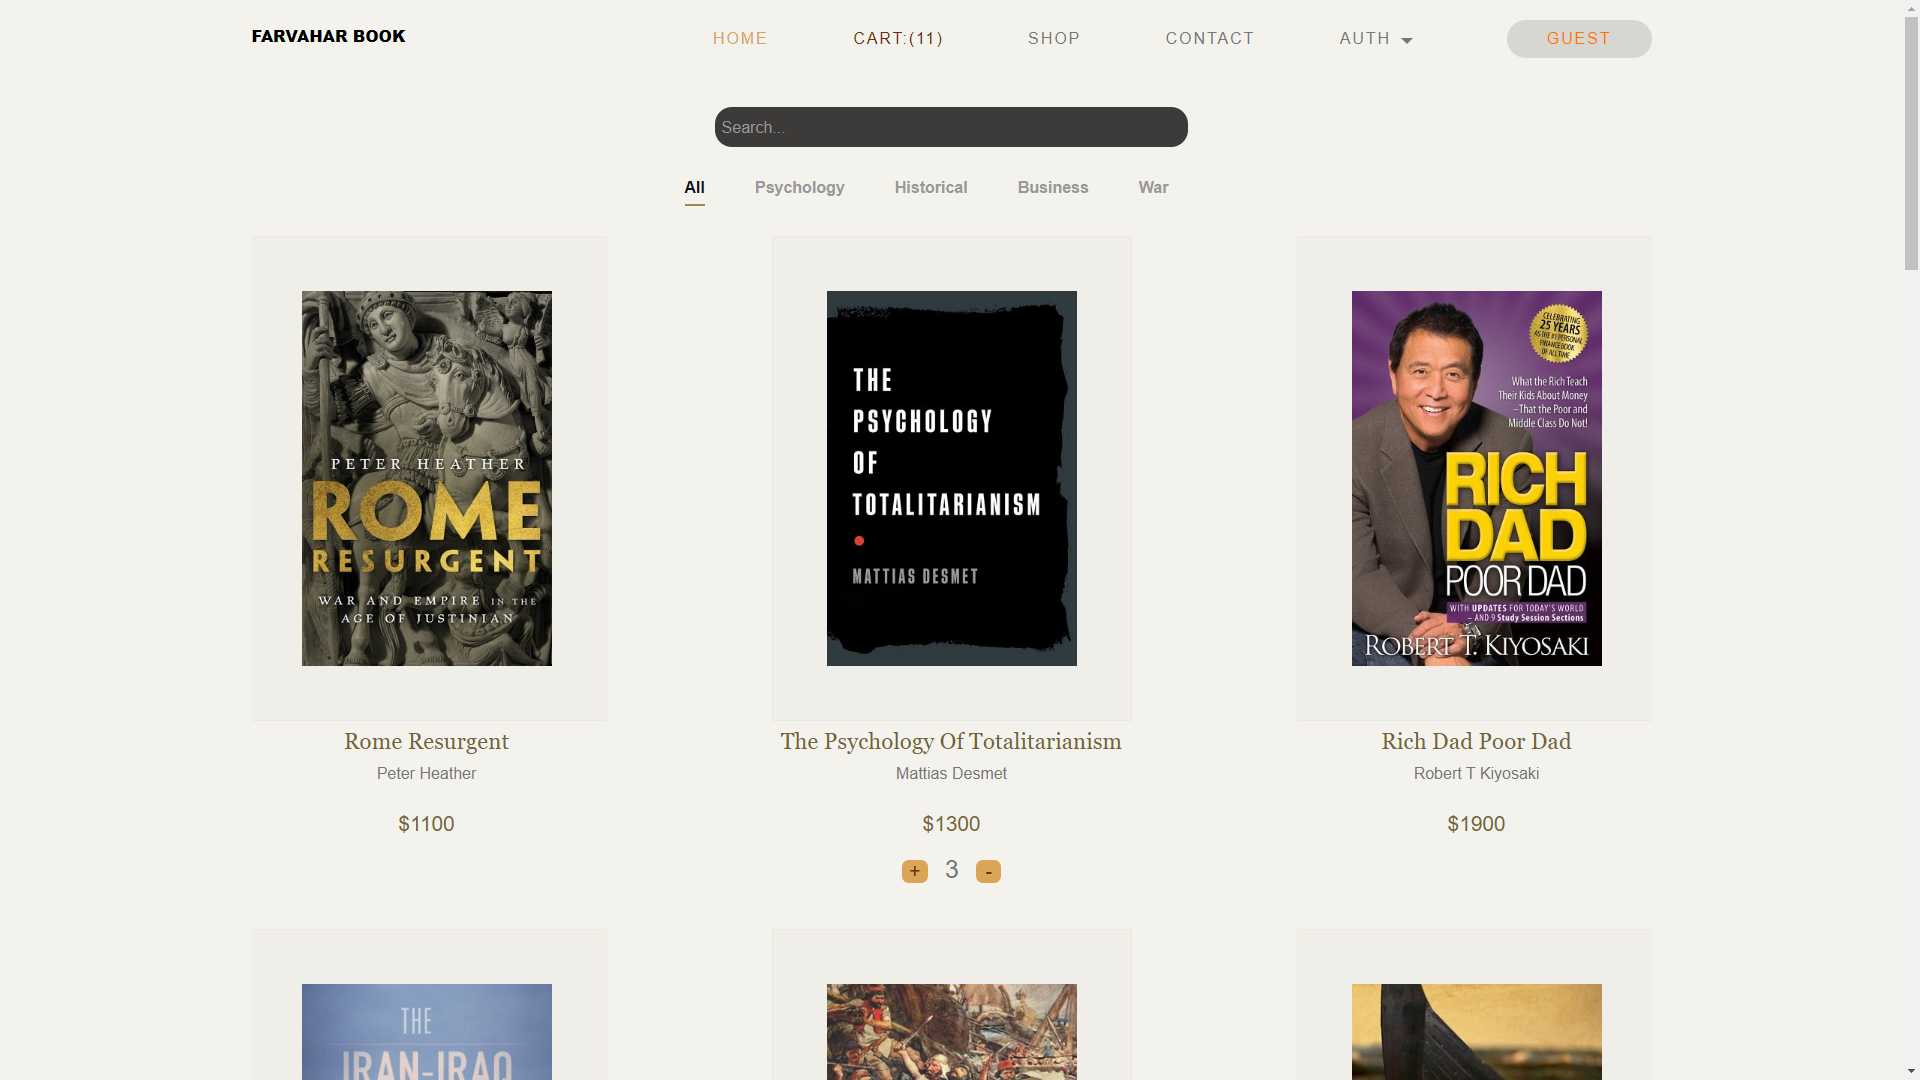 FARVAHAR BOOK
HOME
CART:(11)
SHOP
CONTACT
AUTH
GUEST
Search...
All
Psychology
Historical
Business
War
PETER HEATHER
ROME
RESURGENT
WAR AND EMPIRE IN THE
AGE OF JUSTINIAN
THE
PSYCHOLOGY
OF
TOTALITARIANISM
MATTIAS DESMET
CELEBRATING
25 YEARS
AS THE #1 PERSONAL
FINANCE BOOK
OF ALL TIME
What the Rich Teach
Their Kids About Money
–That the Poor and
Middle Class Do Not!
RICH
DAD
POOR DAD
WITH UPDATES FOR TODAY'S WORLD
– AND 9 Study Session Sections
ROBERT T. KIYOSAKI
Rome Resurgent
Peter Heather
$1100
The Psychology Of Totalitarianism
Mattias Desmet
$1300
+ 3 -
Rich Dad Poor Dad
Robert T Kiyosaki
$1900
THE
IRAN-IRAQ